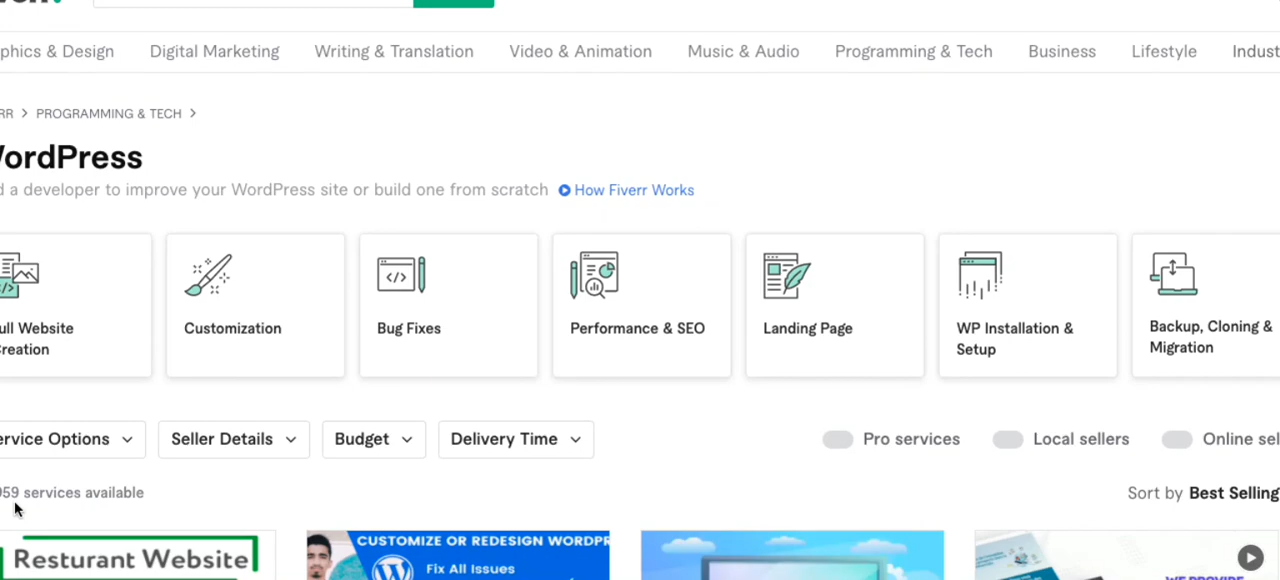 phics & Design Digital Marketing Writing & Translation Video & Animation Music & Audio Programming & Tech Business Lifestyle Indust
RR > PROGRAMMING & TECH >
WordPress
d a developer to improve your WordPress site or build one from scratch How Fiverr Works
ull Website
Creation
Customization
</>
Bug Fixes
Performance & SEO
Landing Page
WP Installation &
Setup
Backup, Cloning &
Migration
ervice Options Seller Details Budget Delivery Time Pro services Local sellers Online sel
959 services available
Sort by Best Selling
Resturant Website
CUSTOMIZE OR REDESIGN WORDPR
Fix All Issues
WE PROVIDE